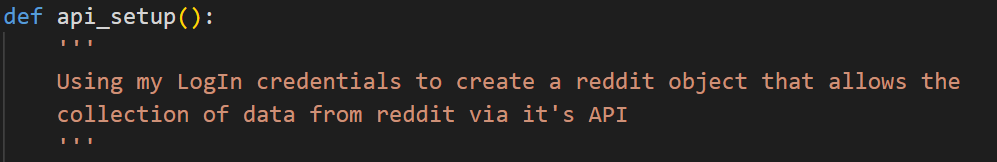 def api_setup():
'''
Using my LogIn credentials to create a reddit object that allows the
collection of data from reddit via it's API
'''